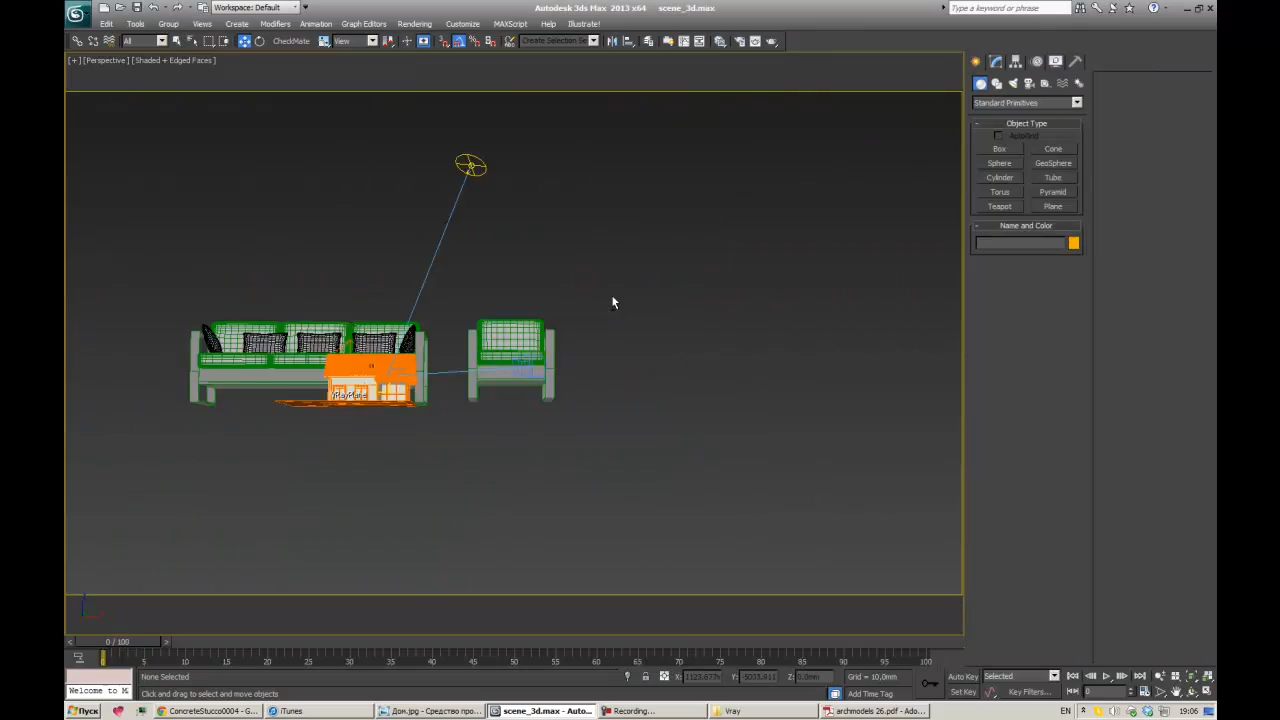 Workspace: Default
Autodesk 3ds Max 2013 x64 scene_3d.max
Type a keyword or phrase
Edit Tools Group Views Create Modifiers Animation Graph Editors Rendering Customize MAXScript Help Illustrate!
All CheckMate View Create Selection Se
[+] [Perspective] [Shaded + Edged Faces]
Standard Primitives
Object Type
AutoGrid
Box Cone
Sphere GeoSphere
Cylinder Tube
Torus Pyramid
Teapot Plane
Name and Color
VRayPlane
0 / 100
0 5 10 15 20 25 30 35 40 45 50 55 60 65 70 75 80 85 90 95 100
None Selected X: Y: Z: 0,0mm Grid = 10,0mm Auto Key Selected
Welcome to M Click and drag to select and move objects Add Time Tag Set Key Key Filters... 0
Пуск ConcreteStucco0004 - G... iTunes Дон.jpg - Средство про... scene_3d.max - Auto... Recording... Vray archmodels 26.pdf - Ado... EN 19:06